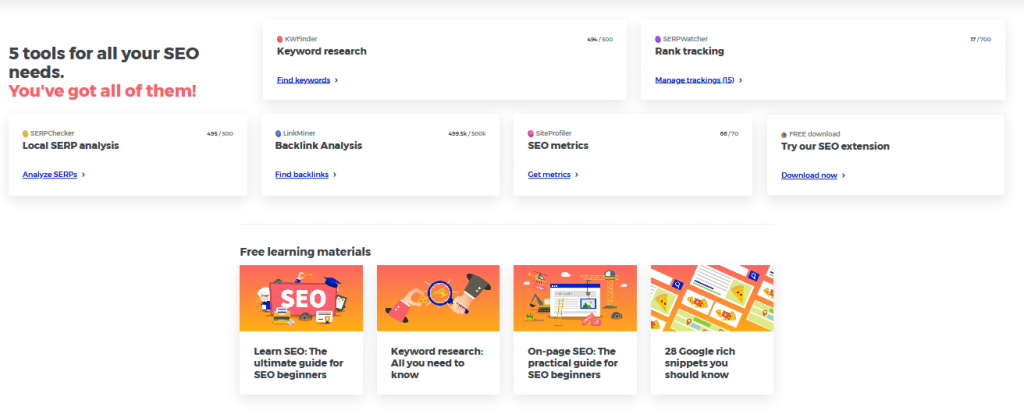 5 tools for all your SEO
needs.
You've got all of them!
KWFinder
494 / 500
Keyword research
Find keywords ›
SERPWatcher
17 / 700
Rank tracking
Manage trackings (15) ›
SERPChecker
495 / 500
Local SERP analysis
Analyze SERPs ›
LinkMiner
499.5k / 500k
Backlink Analysis
Find backlinks ›
SiteProfiler
66 / 70
SEO metrics
Get metrics ›
FREE download
Try our SEO extension
Download now ›
Free learning materials
SEO
Learn SEO: The
ultimate guide for
SEO beginners
Keyword research:
All you need to
know
On-page SEO: The
practical guide for
SEO beginners
28 Google rich
snippets you
should know